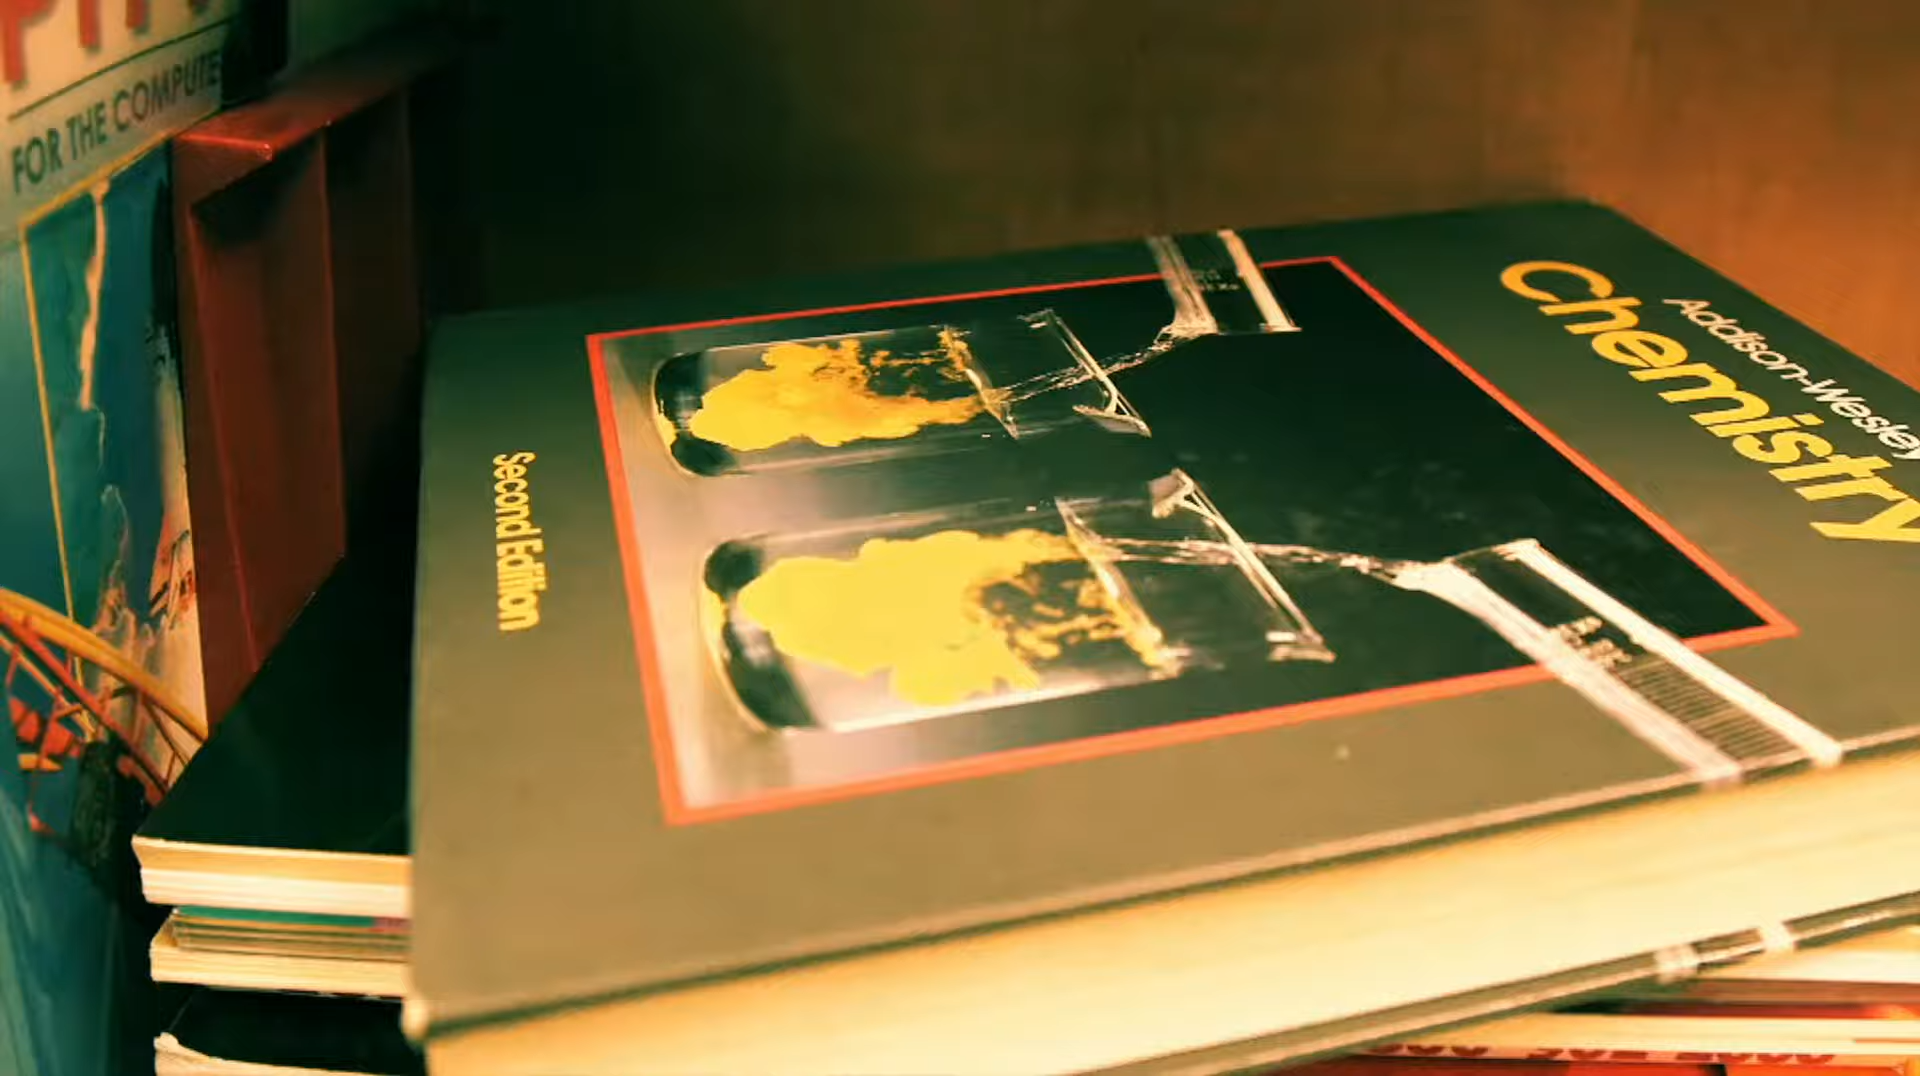 FOR THE COMPUTE
Addison-Wesley
Chemistry
Second Edition